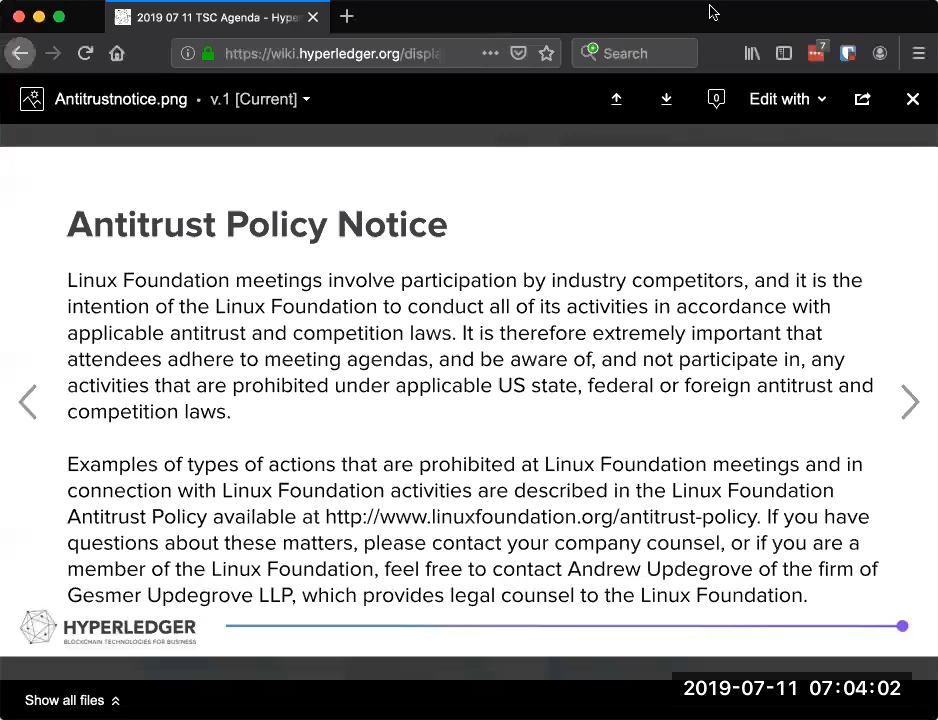 2019 07 11 TSC Agenda - Hype
https://wiki.hyperledger.org/displa
Search
7
Antitrustnotice.png • v.1 [Current]
0
Edit with
Antitrust Policy Notice
Linux Foundation meetings involve participation by industry competitors, and it is the
intention of the Linux Foundation to conduct all of its activities in accordance with
applicable antitrust and competition laws. It is therefore extremely important that
attendees adhere to meeting agendas, and be aware of, and not participate in, any
activities that are prohibited under applicable US state, federal or foreign antitrust and
competition laws.
Examples of types of actions that are prohibited at Linux Foundation meetings and in
connection with Linux Foundation activities are described in the Linux Foundation
Antitrust Policy available at http://www.linuxfoundation.org/antitrust-policy. If you have
questions about these matters, please contact your company counsel, or if you are a
member of the Linux Foundation, feel free to contact Andrew Updegrove of the firm of
Gesmer Updegrove LLP, which provides legal counsel to the Linux Foundation.
HYPERLEDGER
BLOCKCHAIN TECHNOLOGIES FOR BUSINESS
Show all files
2019-07-11 07:04:02